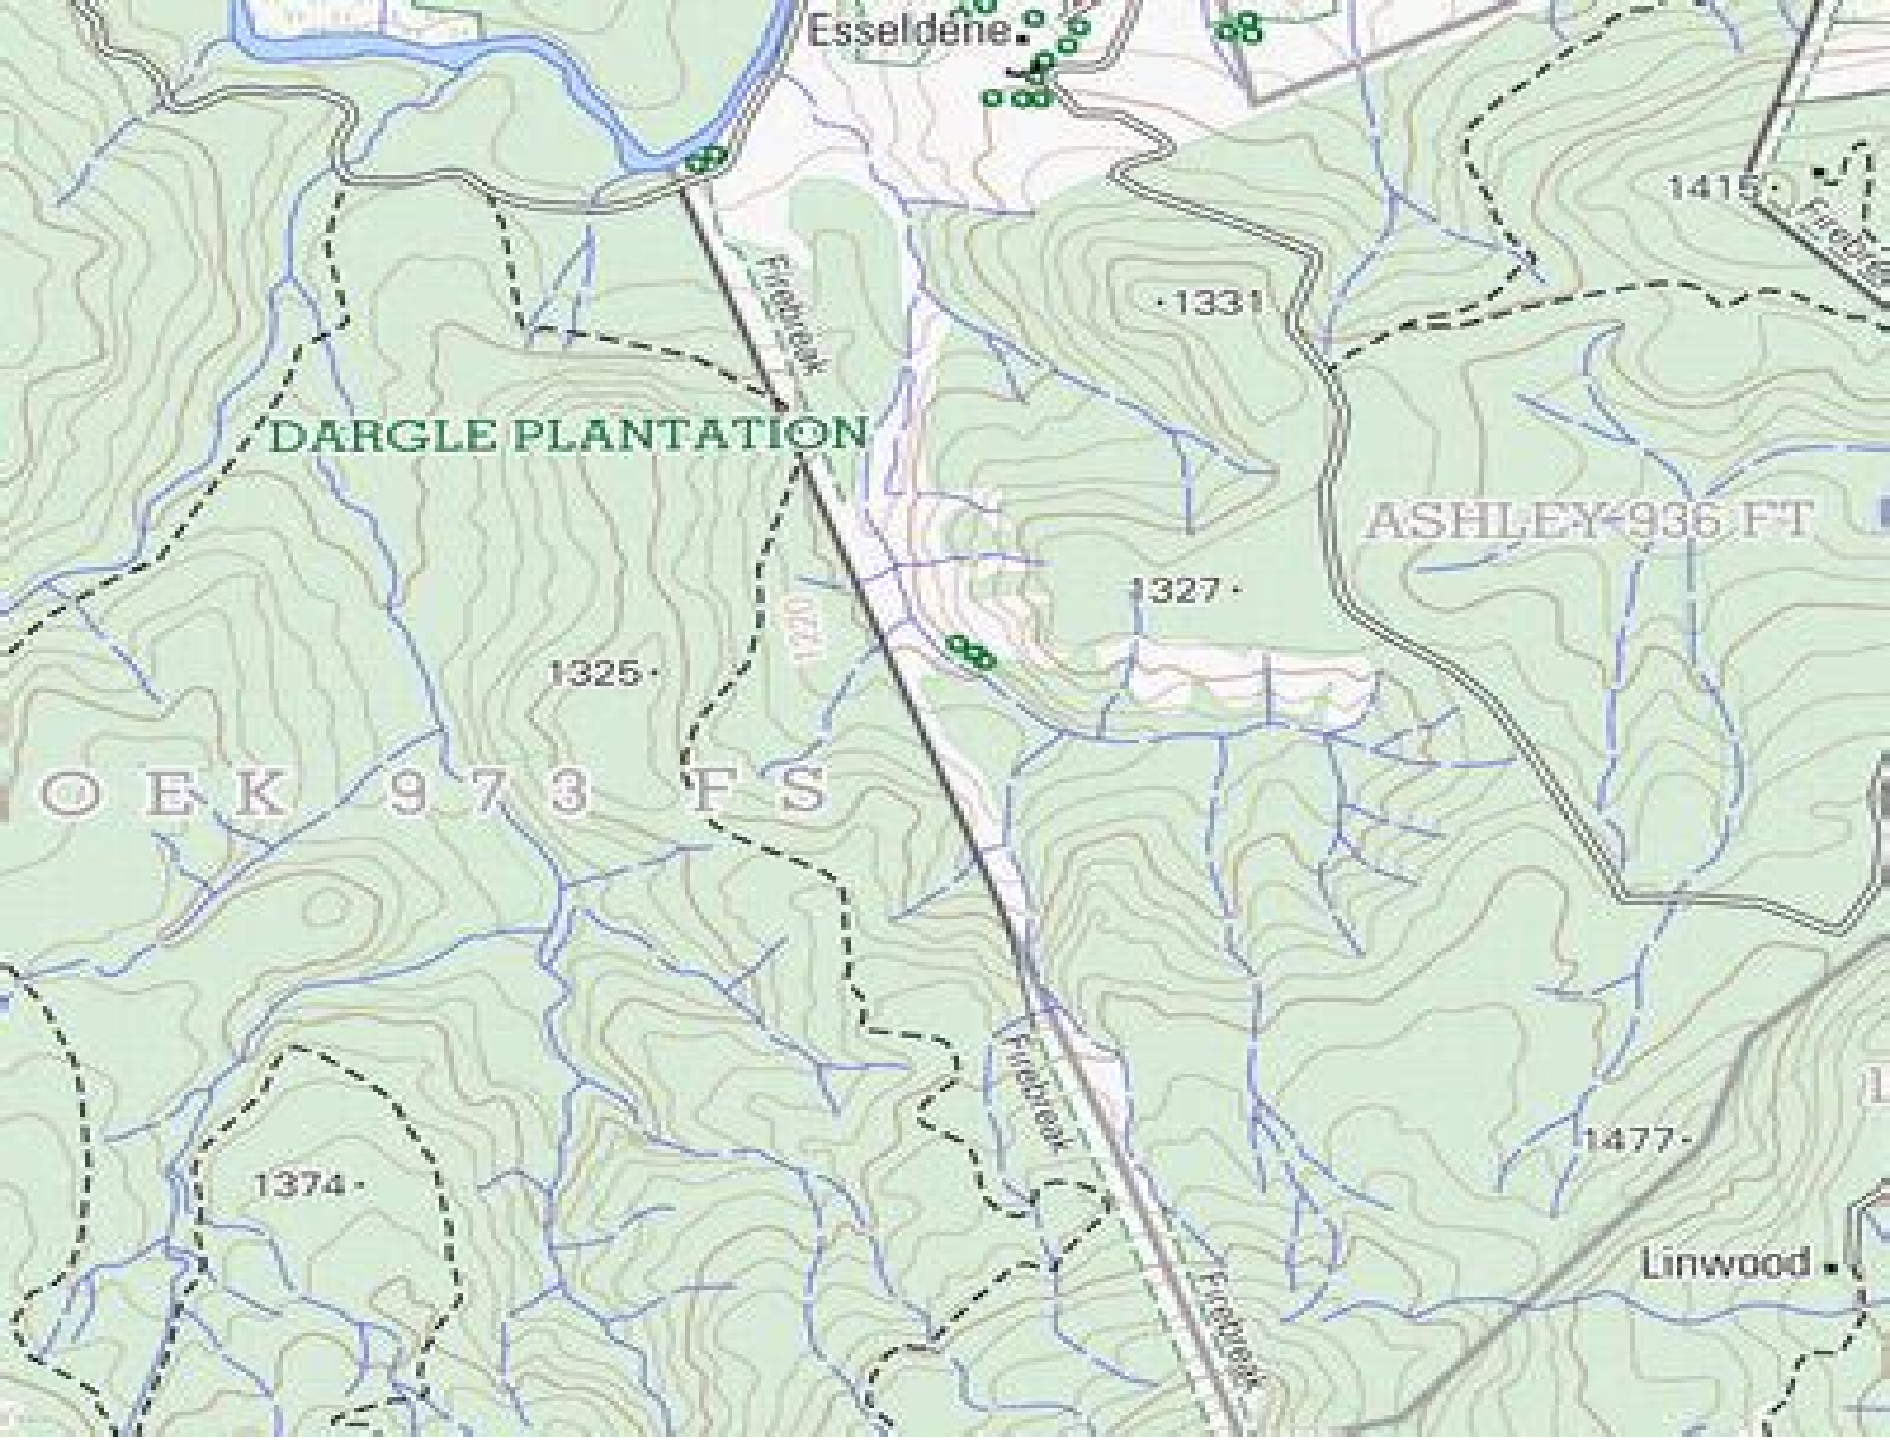 Esseldene
1415
Firebreak
1331
DARGLE PLANTATION
ASHLEY 936 FT
1327
1220
1325
OEK 973 FS
Firebreak
1477
1374
Linwood
Firebreak